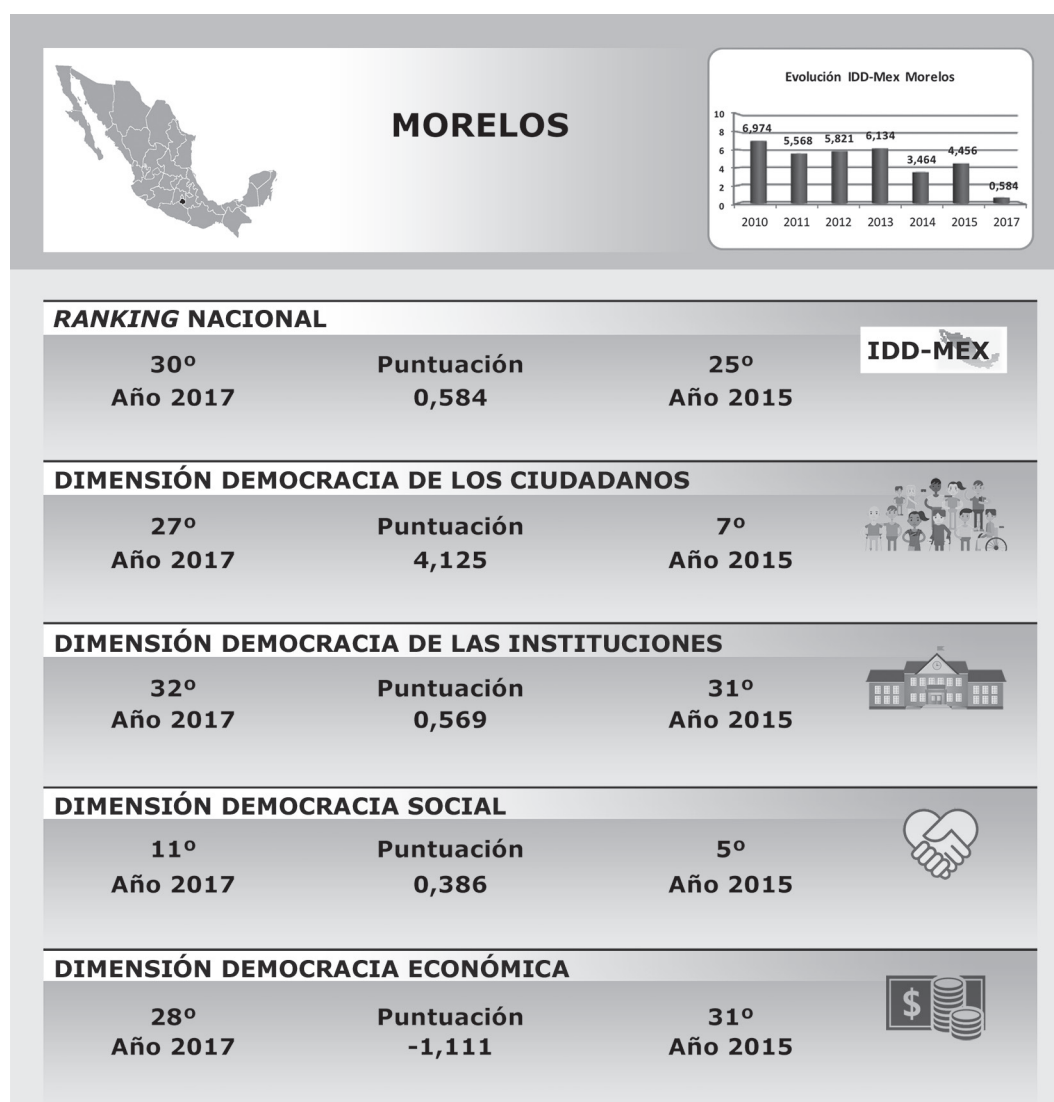 MORELOS
Evolución IDD-Mex Morelos
10
8
6
4
2
0
6,974
5,568
5,821
6,134
3,464
4,456
0,584
2010 2011 2012 2013 2014 2015 2017
RANKING NACIONAL
IDD-MEX
30º Puntuación 25º
Año 2017 0,584 Año 2015
DIMENSIÓN DEMOCRACIA DE LOS CIUDADANOS
27º Puntuación 7º
Año 2017 4,125 Año 2015
DIMENSIÓN DEMOCRACIA DE LAS INSTITUCIONES
32º Puntuación 31º
Año 2017 0,569 Año 2015
DIMENSIÓN DEMOCRACIA SOCIAL
11º Puntuación 5º
Año 2017 0,386 Año 2015
DIMENSIÓN DEMOCRACIA ECONÓMICA
$
28º Puntuación 31º
Año 2017 -1,111 Año 2015